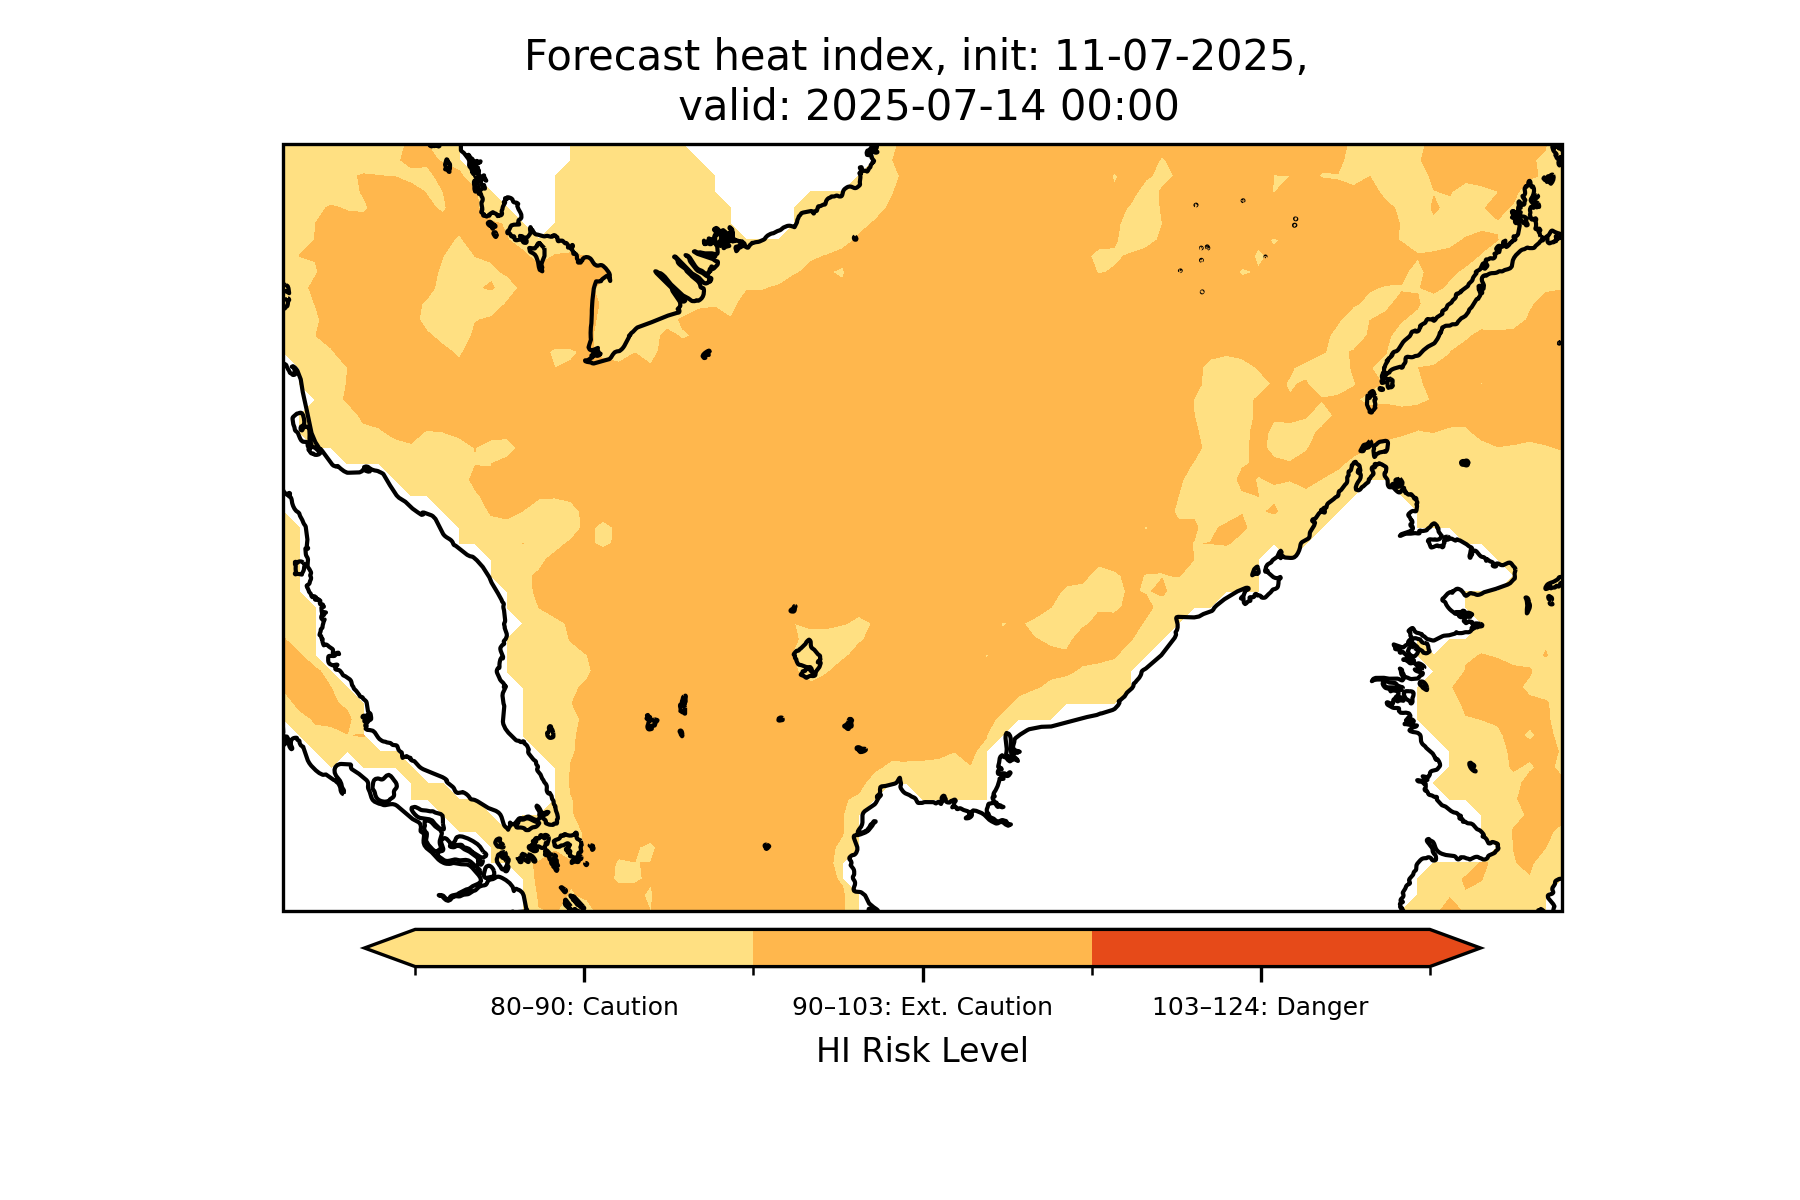 Forecast heat index, init: 11-07-2025,
valid: 2025-07-14 00:00
80–90: Caution
90–103: Ext. Caution
103–124: Danger
HI Risk Level